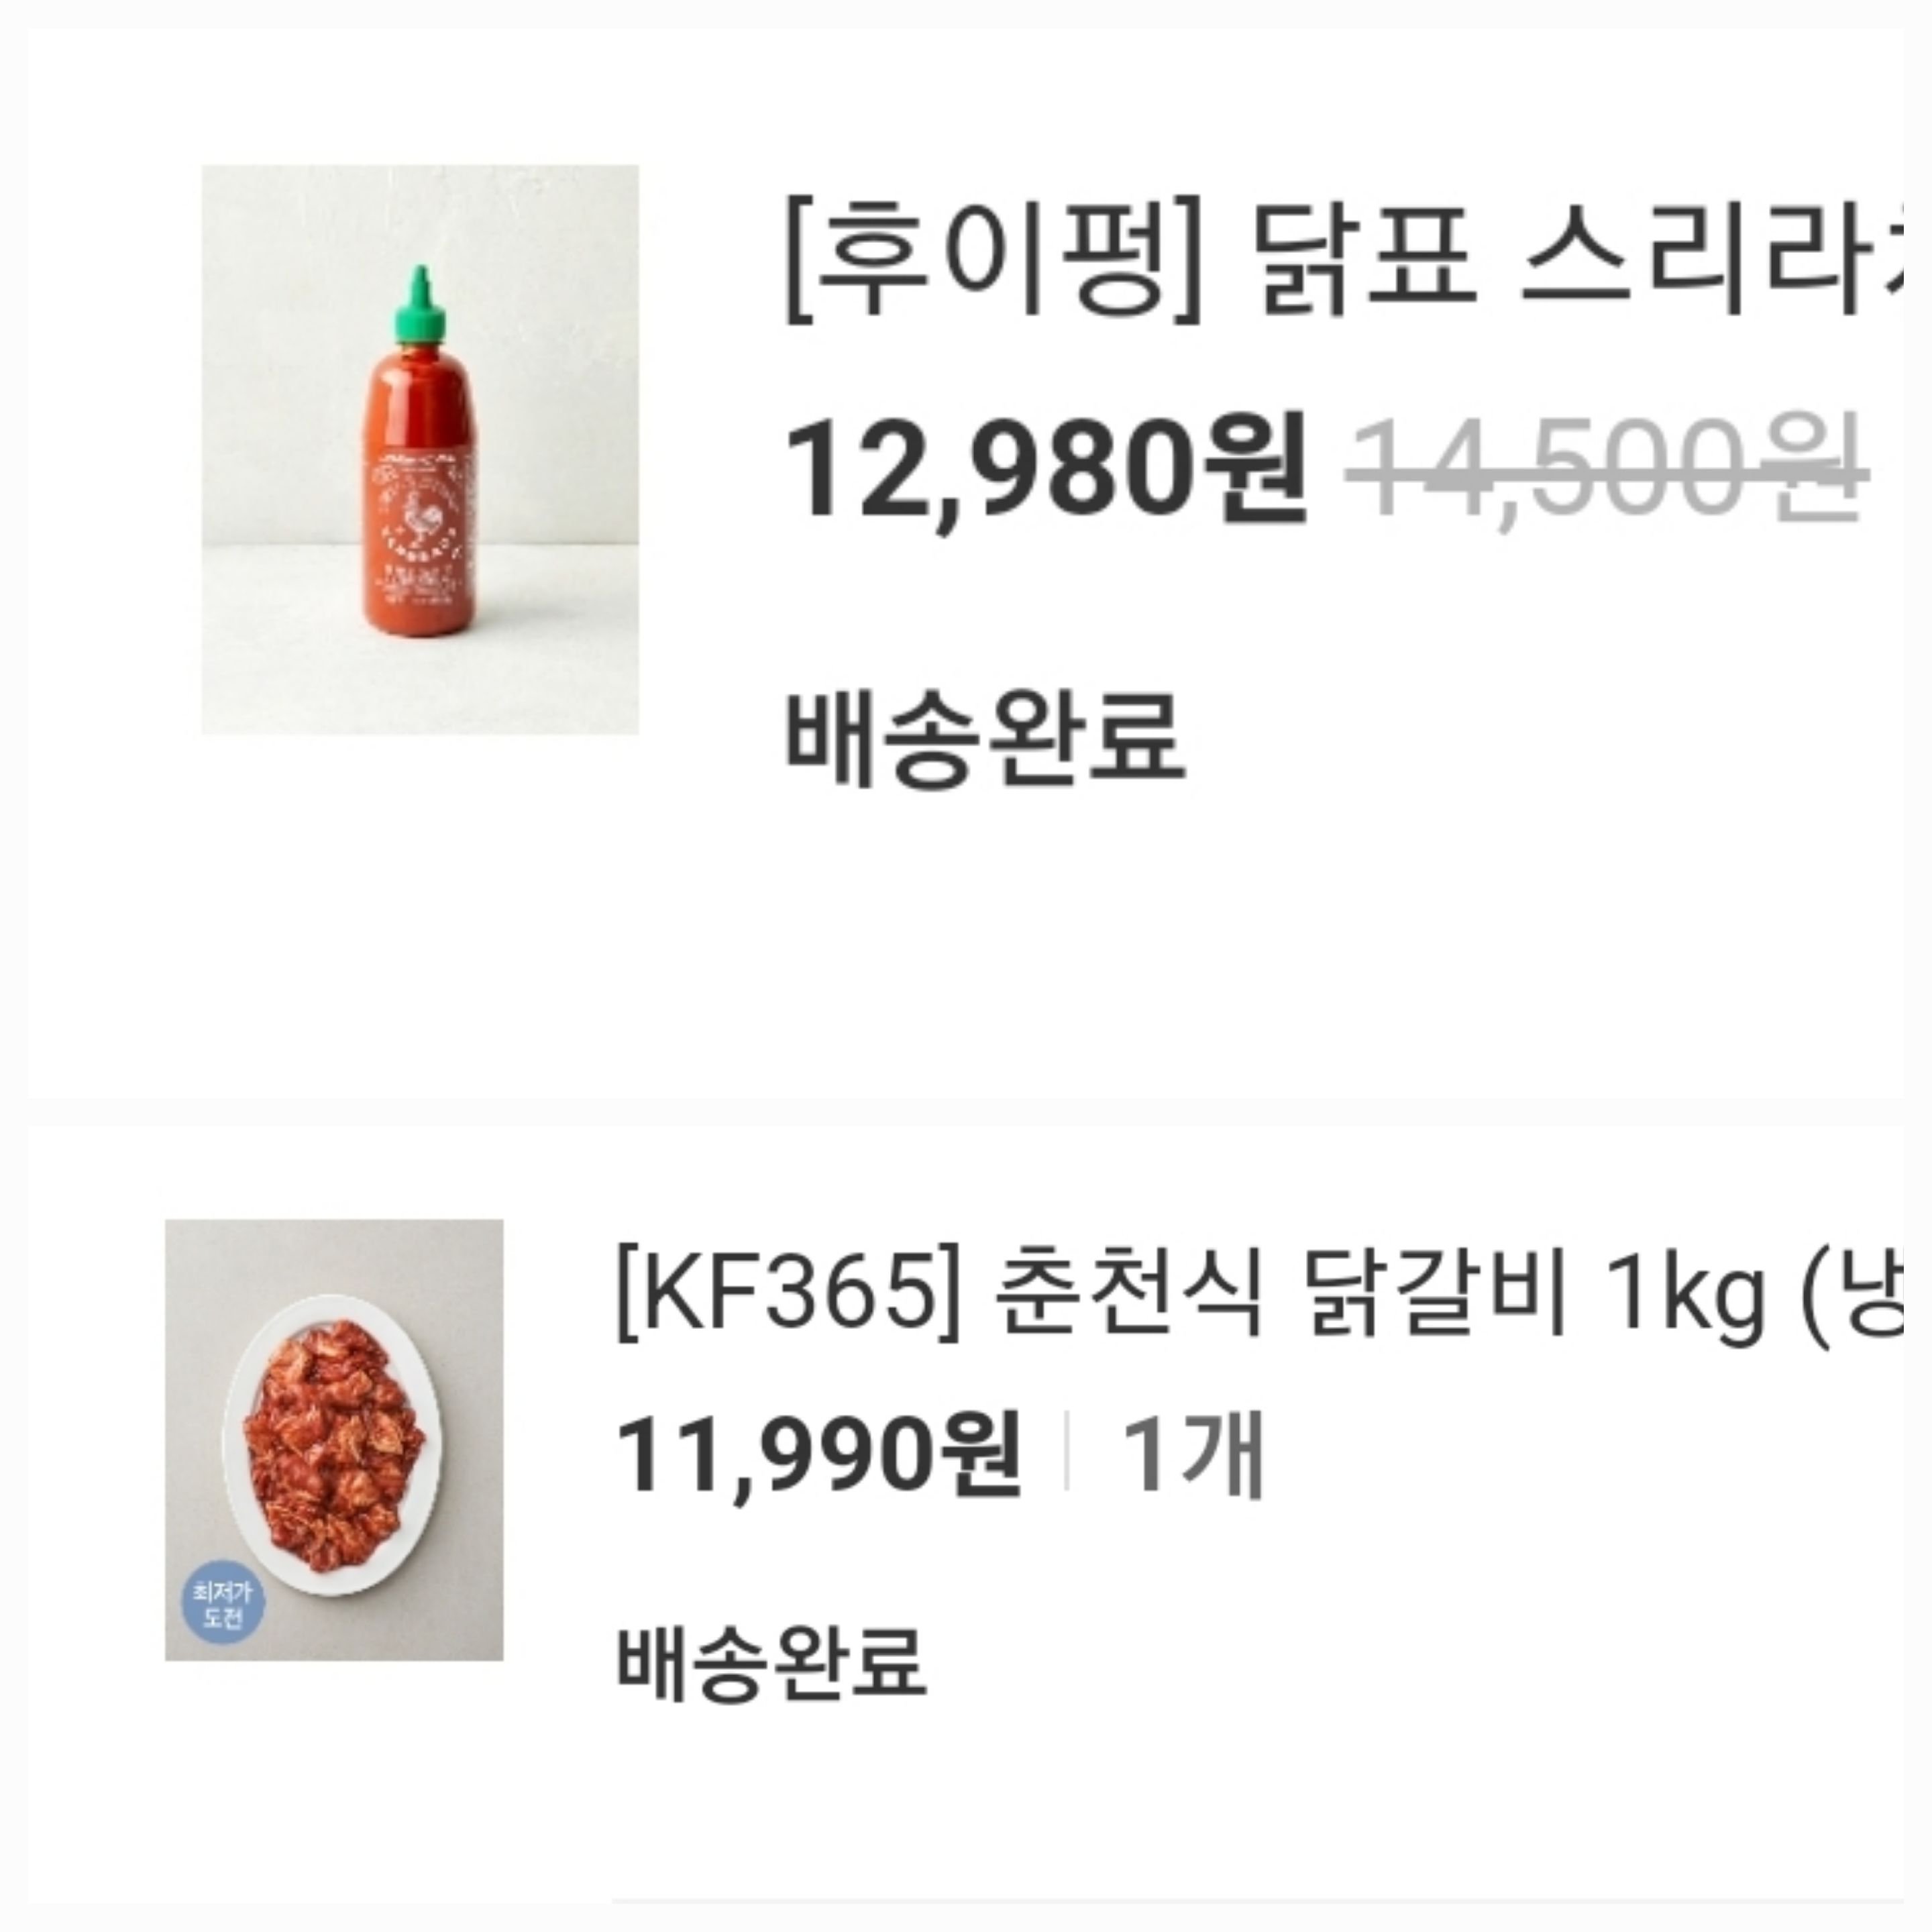 [후이펑] 닭표 스리라
12,980원 14,500원
배송완료
[KF365] 춘천식 닭갈비 1kg (냉
11,990원 1개
최저가
도전
배송완료